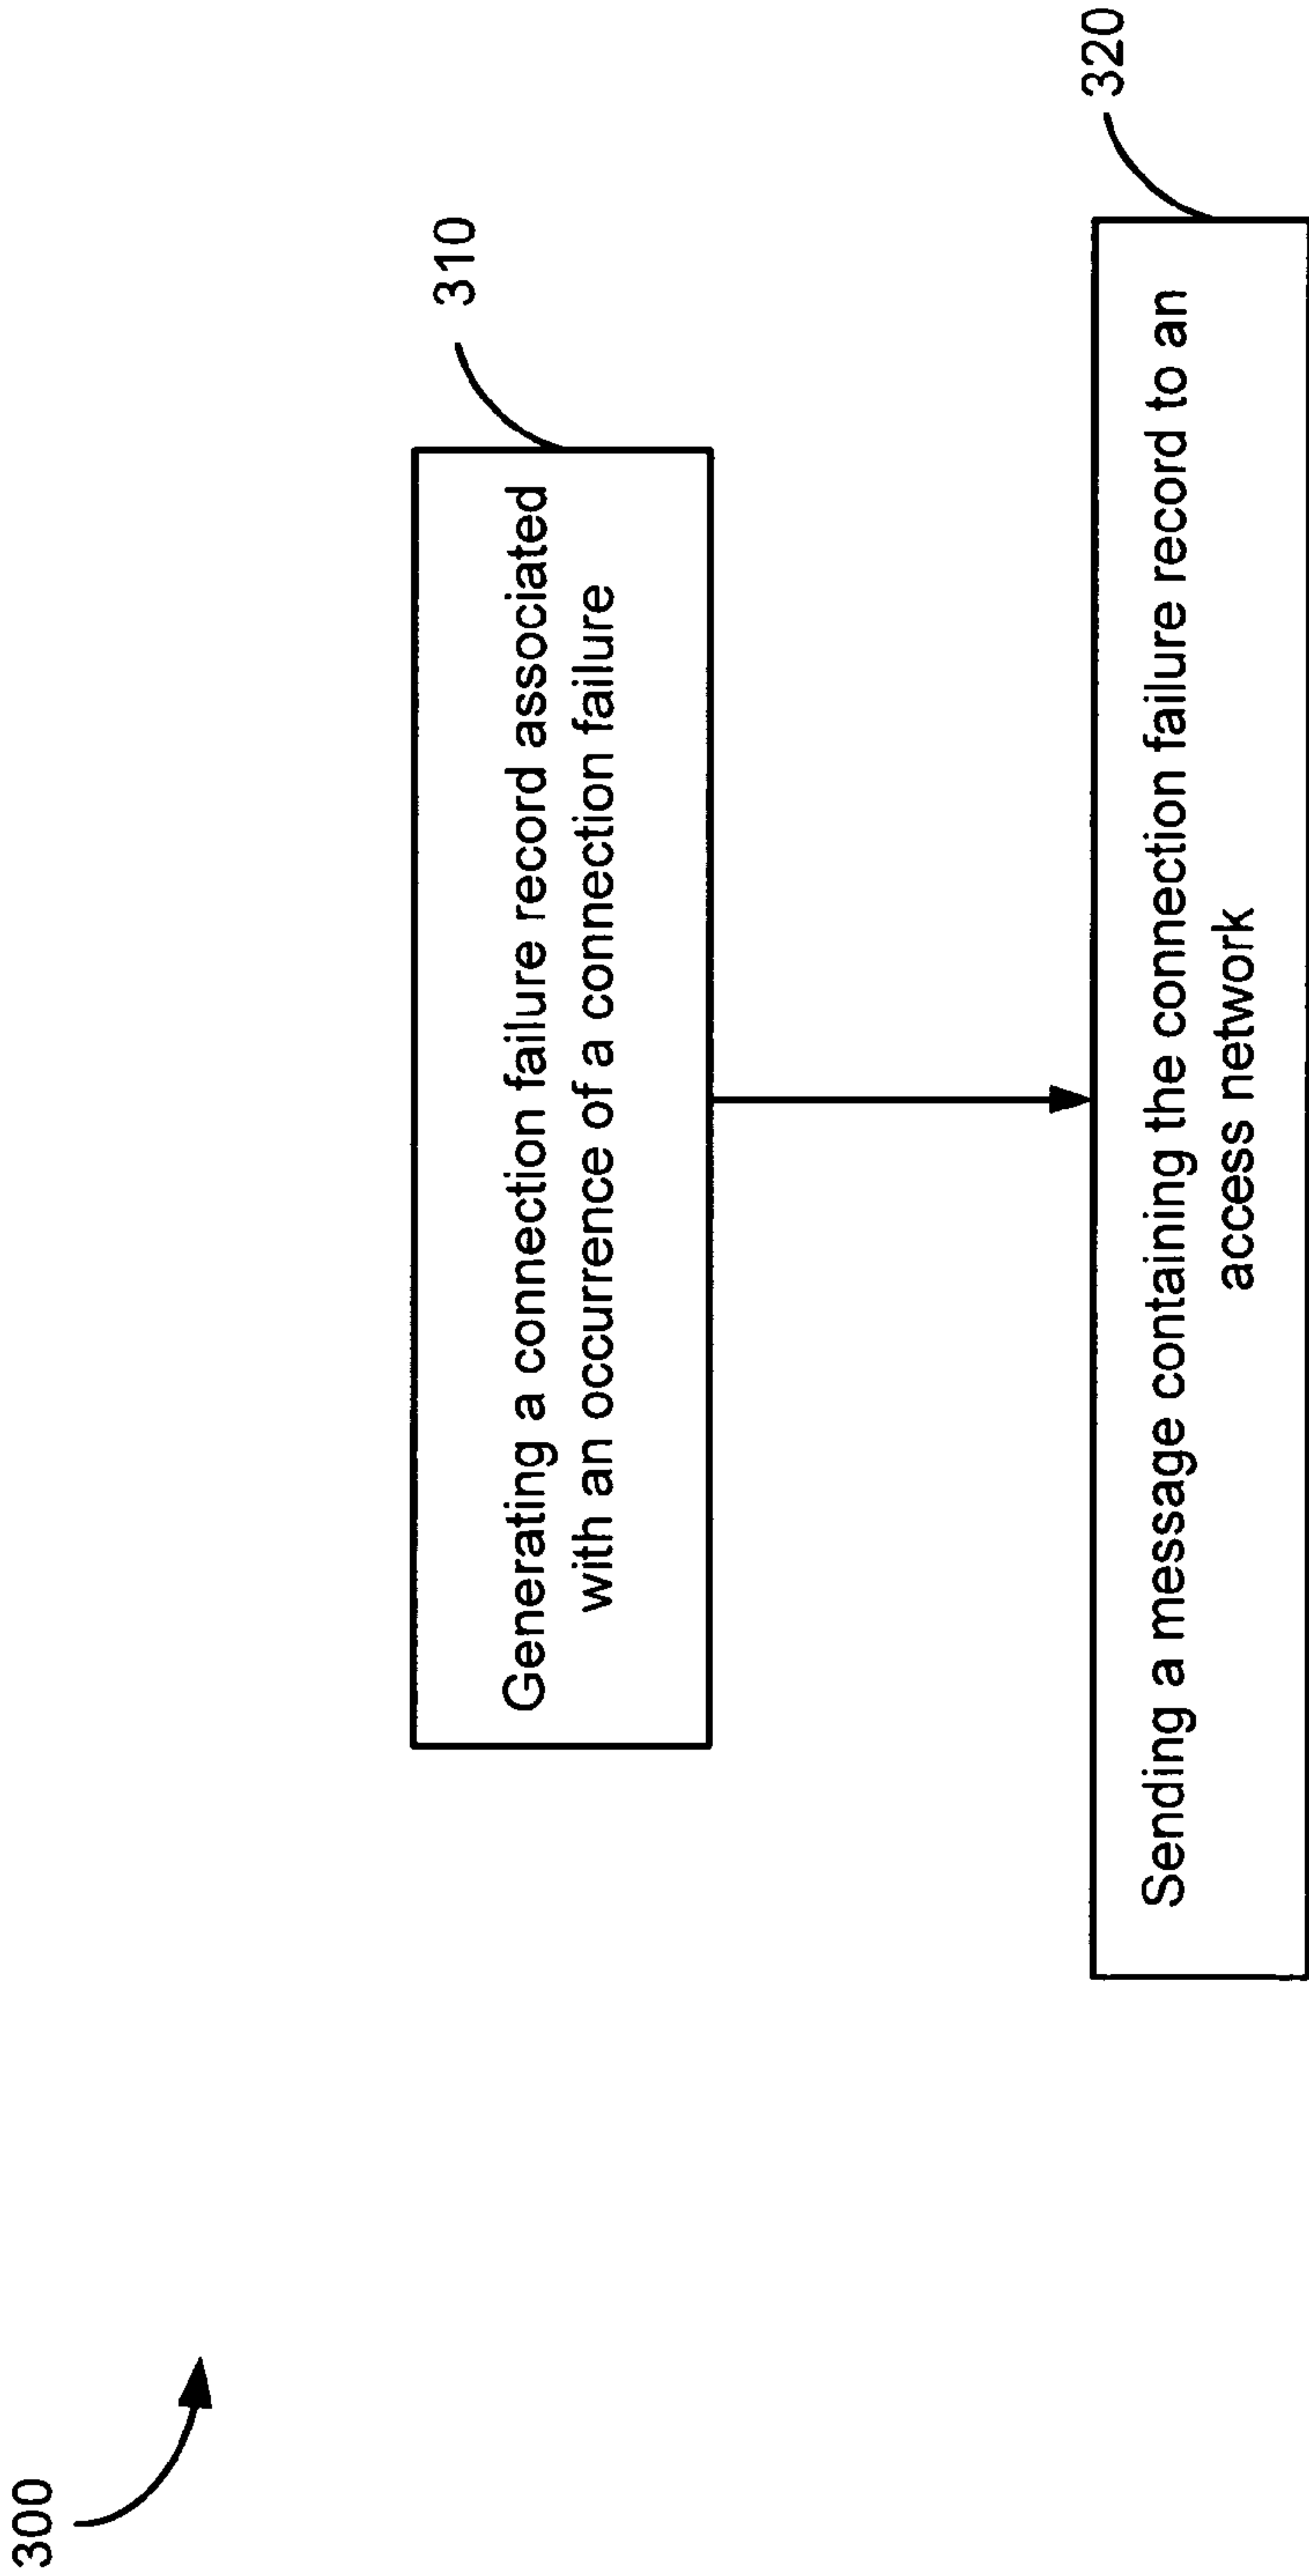 300
310
Generating a connection failure record associated
with an occurrence of a connection failure
320
Sending a message containing the connection failure record to an
access network